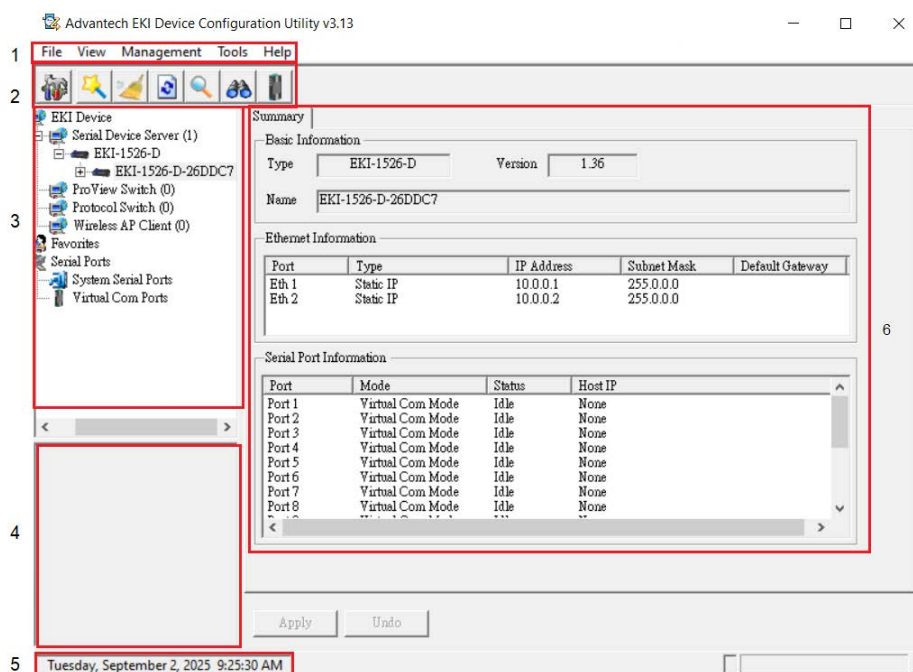 Advantech EKI Device Configuration Utility v3.13
1
File View Management Tools Help
2
3
EKI Device
Serial Device Server (1)
EKI-1526-D
EKI-1526-D-26DDC7
ProView Switch (0)
Protocol Switch (0)
Wireless AP Client (0)
Favorites
Serial Ports
System Serial Ports
Virtual Com Ports
4
5
Tuesday, September 2, 2025 9:25:30 AM
Summary
Basic Information
Type EKI-1526-D Version 1.36
Name EKI-1526-D-26DDC7
Ethernet Information
Port Type IP Address Subnet Mask Default Gateway
Eth 1 Static IP 10.0.0.1 255.0.0.0
Eth 2 Static IP 10.0.0.2 255.0.0.0
6
Serial Port Information
Port Mode Status Host IP
Port 1 Virtual Com Mode Idle None
Port 2 Virtual Com Mode Idle None
Port 3 Virtual Com Mode Idle None
Port 4 Virtual Com Mode Idle None
Port 5 Virtual Com Mode Idle None
Port 6 Virtual Com Mode Idle None
Port 7 Virtual Com Mode Idle None
Port 8 Virtual Com Mode Idle None
Apply Undo